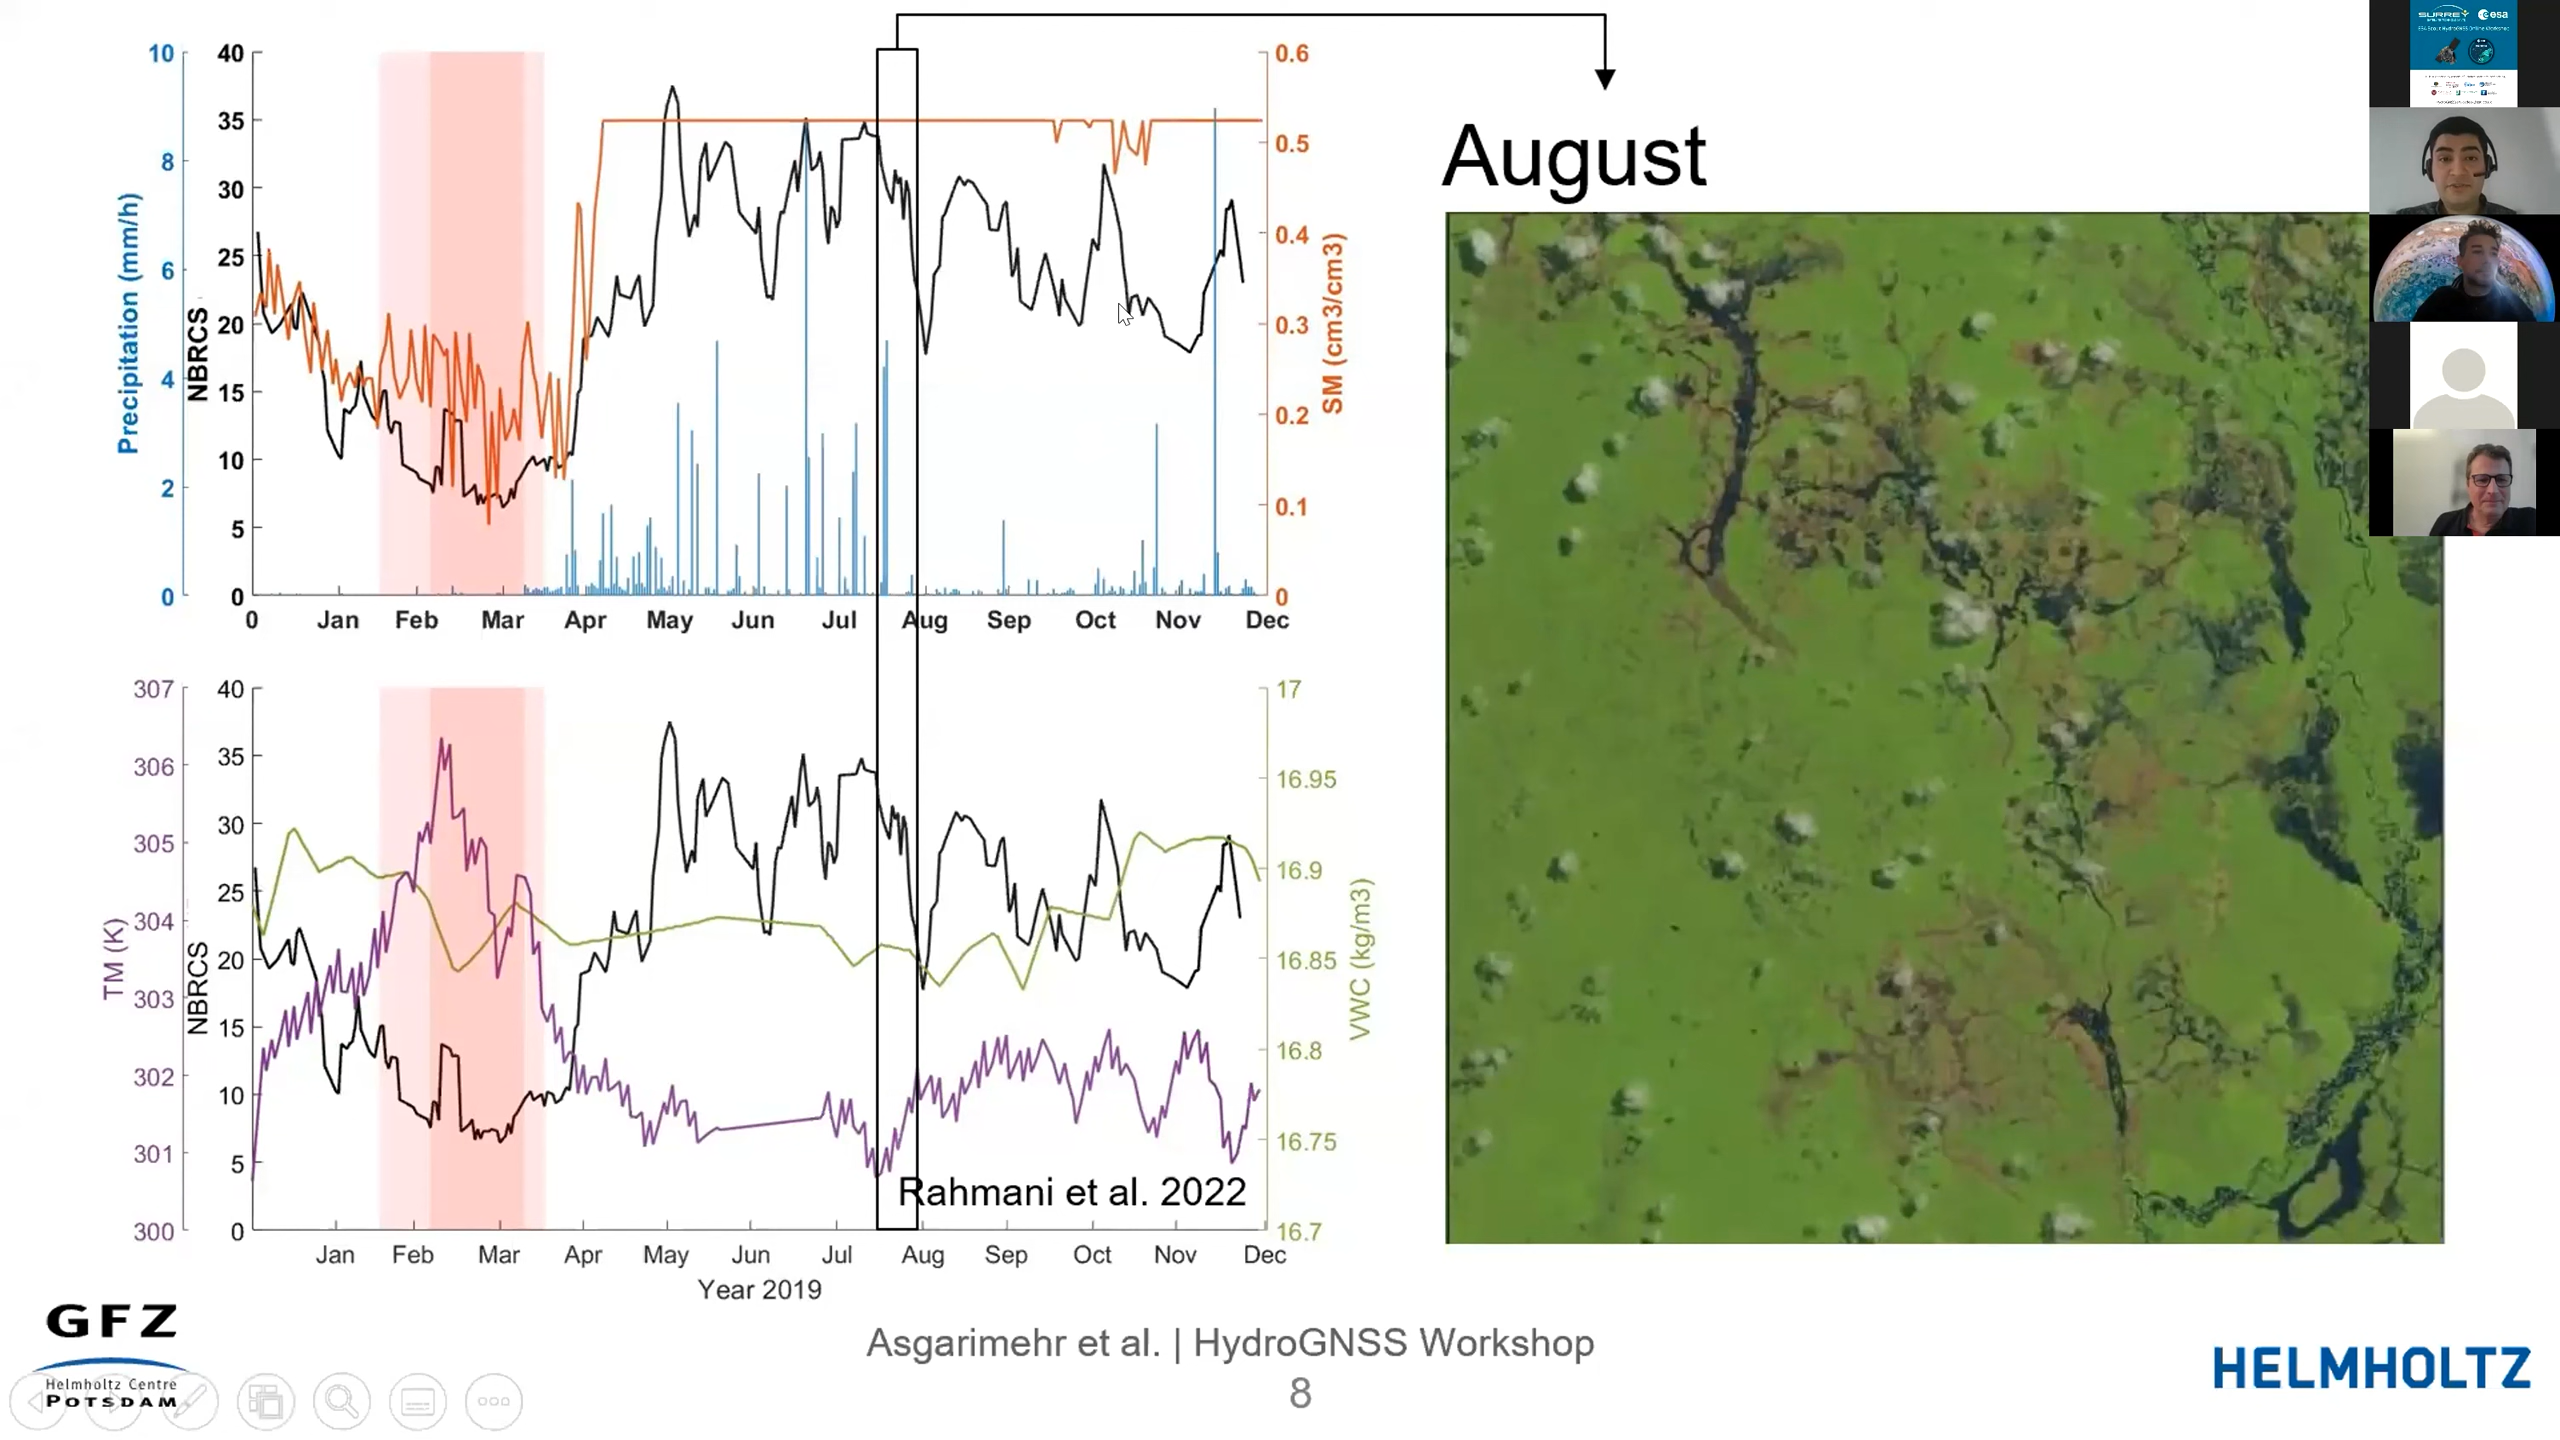 10
8
6
4
2
0
Precipitation (mm/h)
40
35
30
25
20
15
10
5
0
NBRCS
0.6
0.5
0.4
0.3
0.2
0.1
0
SM (cm3/cm3)
0 Jan Feb Mar Apr May Jun Jul Aug Sep Oct Nov Dec
307
306
305
304
303
302
301
300
TM (K)
40
35
30
25
20
15
10
5
0
NBRCS
17
16.95
16.9
16.85
16.8
16.75
16.7
VWC (kg/m3)
Rahmani et al. 2022
Jan Feb Mar Apr May Jun Jul Aug Sep Oct Nov Dec
Year 2019
August
SURREY
esa
GFZ
Helmholtz Centre
POTSDAM
Asgarimehr et al. | HydroGNSS Workshop
8
HELMHOLTZ